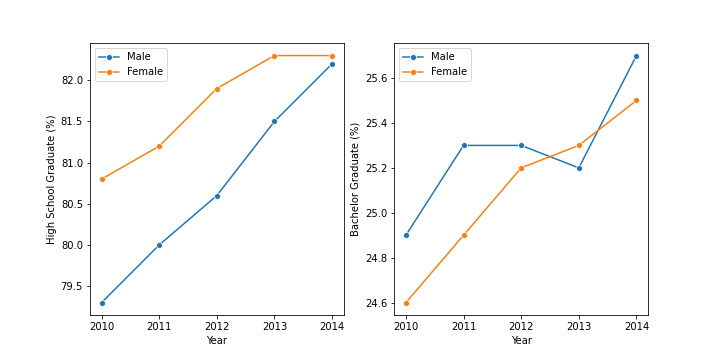 Male
Female
High School Graduate (%)
82.0
81.5
81.0
80.5
80.0
79.5
2010 2011 2012 2013 2014
Year
Male
Female
Bachelor Graduate (%)
25.6
25.4
25.2
25.0
24.8
24.6
2010 2011 2012 2013 2014
Year